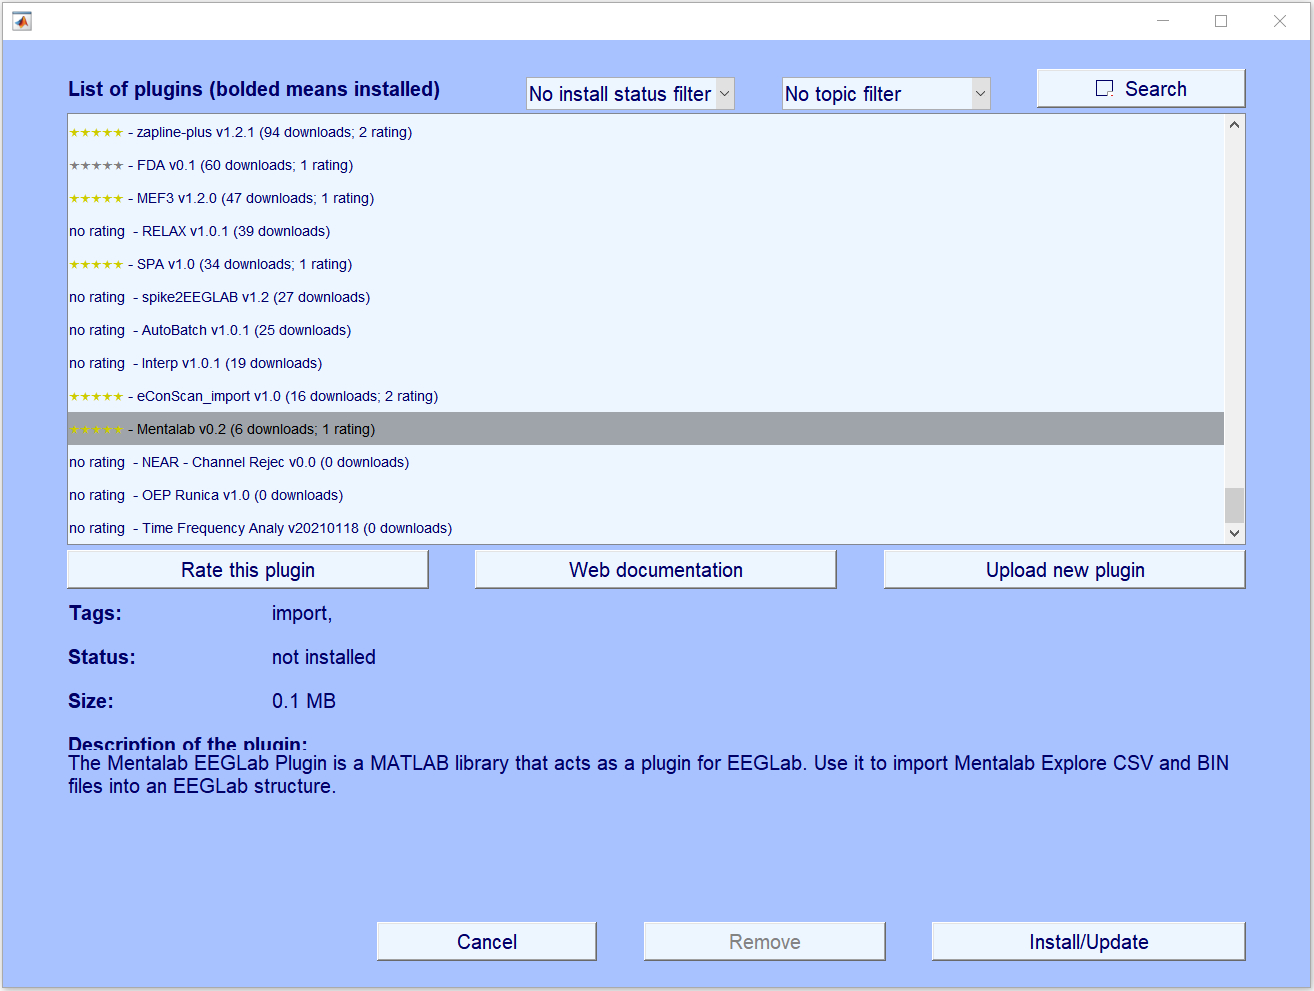 List of plugins (bolded means installed)
No install status filter
No topic filter
Search
★★★★★ - zapline-plus v1.2.1 (94 downloads; 2 rating)
★★★★★ - FDA v0.1 (60 downloads; 1 rating)
★★★★★ - MEF3 v1.2.0 (47 downloads; 1 rating)
no rating - RELAX v1.0.1 (39 downloads)
★★★★★ - SPA v1.0 (34 downloads; 1 rating)
no rating - spike2EEGLAB v1.2 (27 downloads)
no rating - AutoBatch v1.0.1 (25 downloads)
no rating - Interp v1.0.1 (19 downloads)
★★★★★ - eConScan_import v1.0 (16 downloads; 2 rating)
★★★★★ - Mentalab v0.2 (6 downloads; 1 rating)
no rating - NEAR - Channel Rejec v0.0 (0 downloads)
no rating - OEP Runica v1.0 (0 downloads)
no rating - Time Frequency Analy v20210118 (0 downloads)
Rate this plugin
Web documentation
Upload new plugin
Tags: import,
Status: not installed
Size: 0.1 MB
Description of the plugin:
The Mentalab EEGLab Plugin is a MATLAB library that acts as a plugin for EEGLab. Use it to import Mentalab Explore CSV and BIN
files into an EEGLab structure.
Cancel
Remove
Install/Update